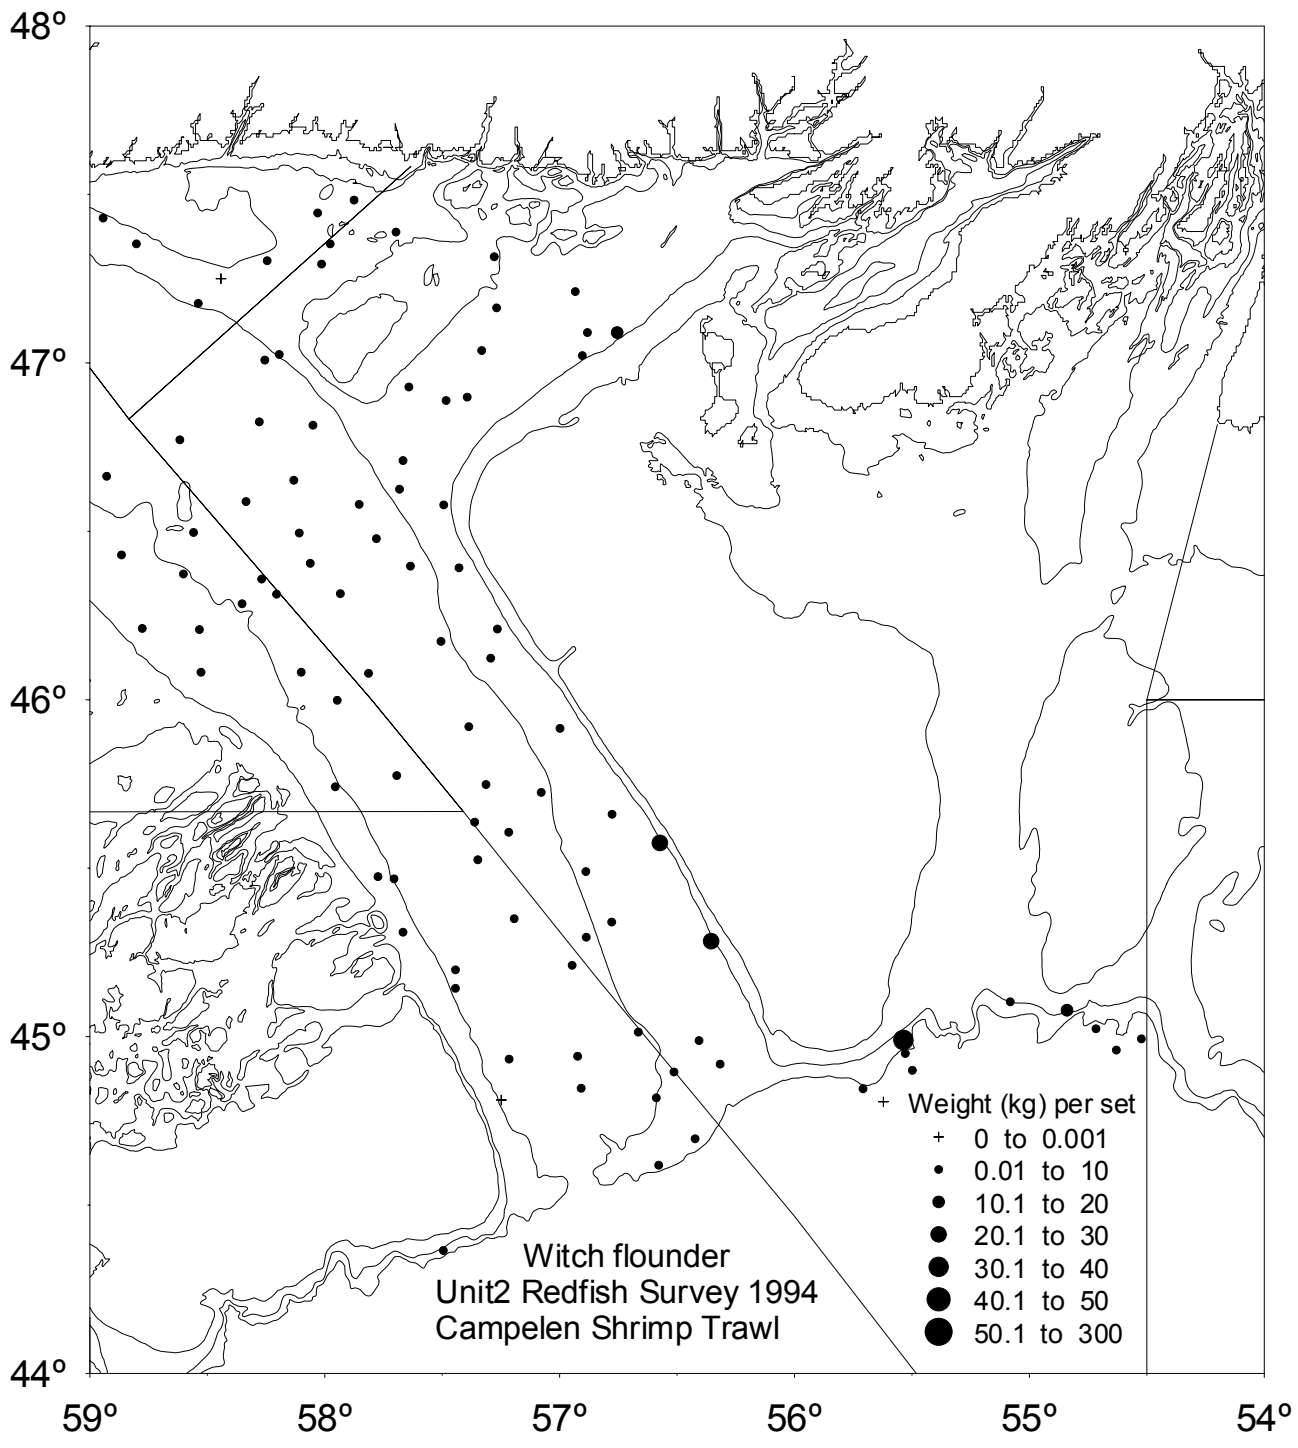 48º
47º
46º
45º
44º
59º 58º 57º 56º 55º 54º
Weight (kg) per set
0 to 0.001
0.01 to 10
10.1 to 20
20.1 to 30
30.1 to 40
40.1 to 50
50.1 to 300
Witch flounder
Unit2 Redfish Survey 1994
Campelen Shrimp Trawl